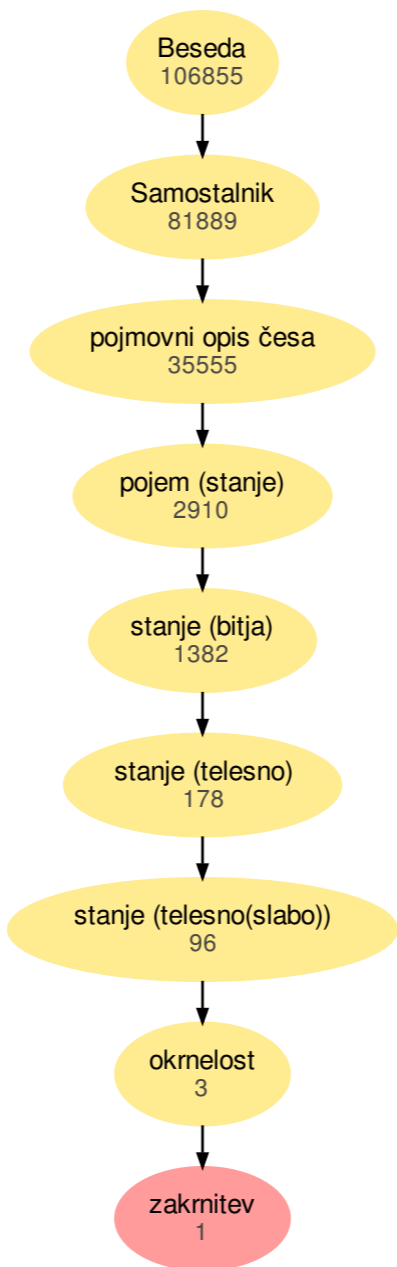 Beseda
106855
Samostalnik
81889
pojmovni opis česa
35555
pojem (stanje)
2910
stanje (bitja)
1382
stanje (telesno)
178
stanje (telesno(slabo))
96
okrnelost
3
zakrnitev
1